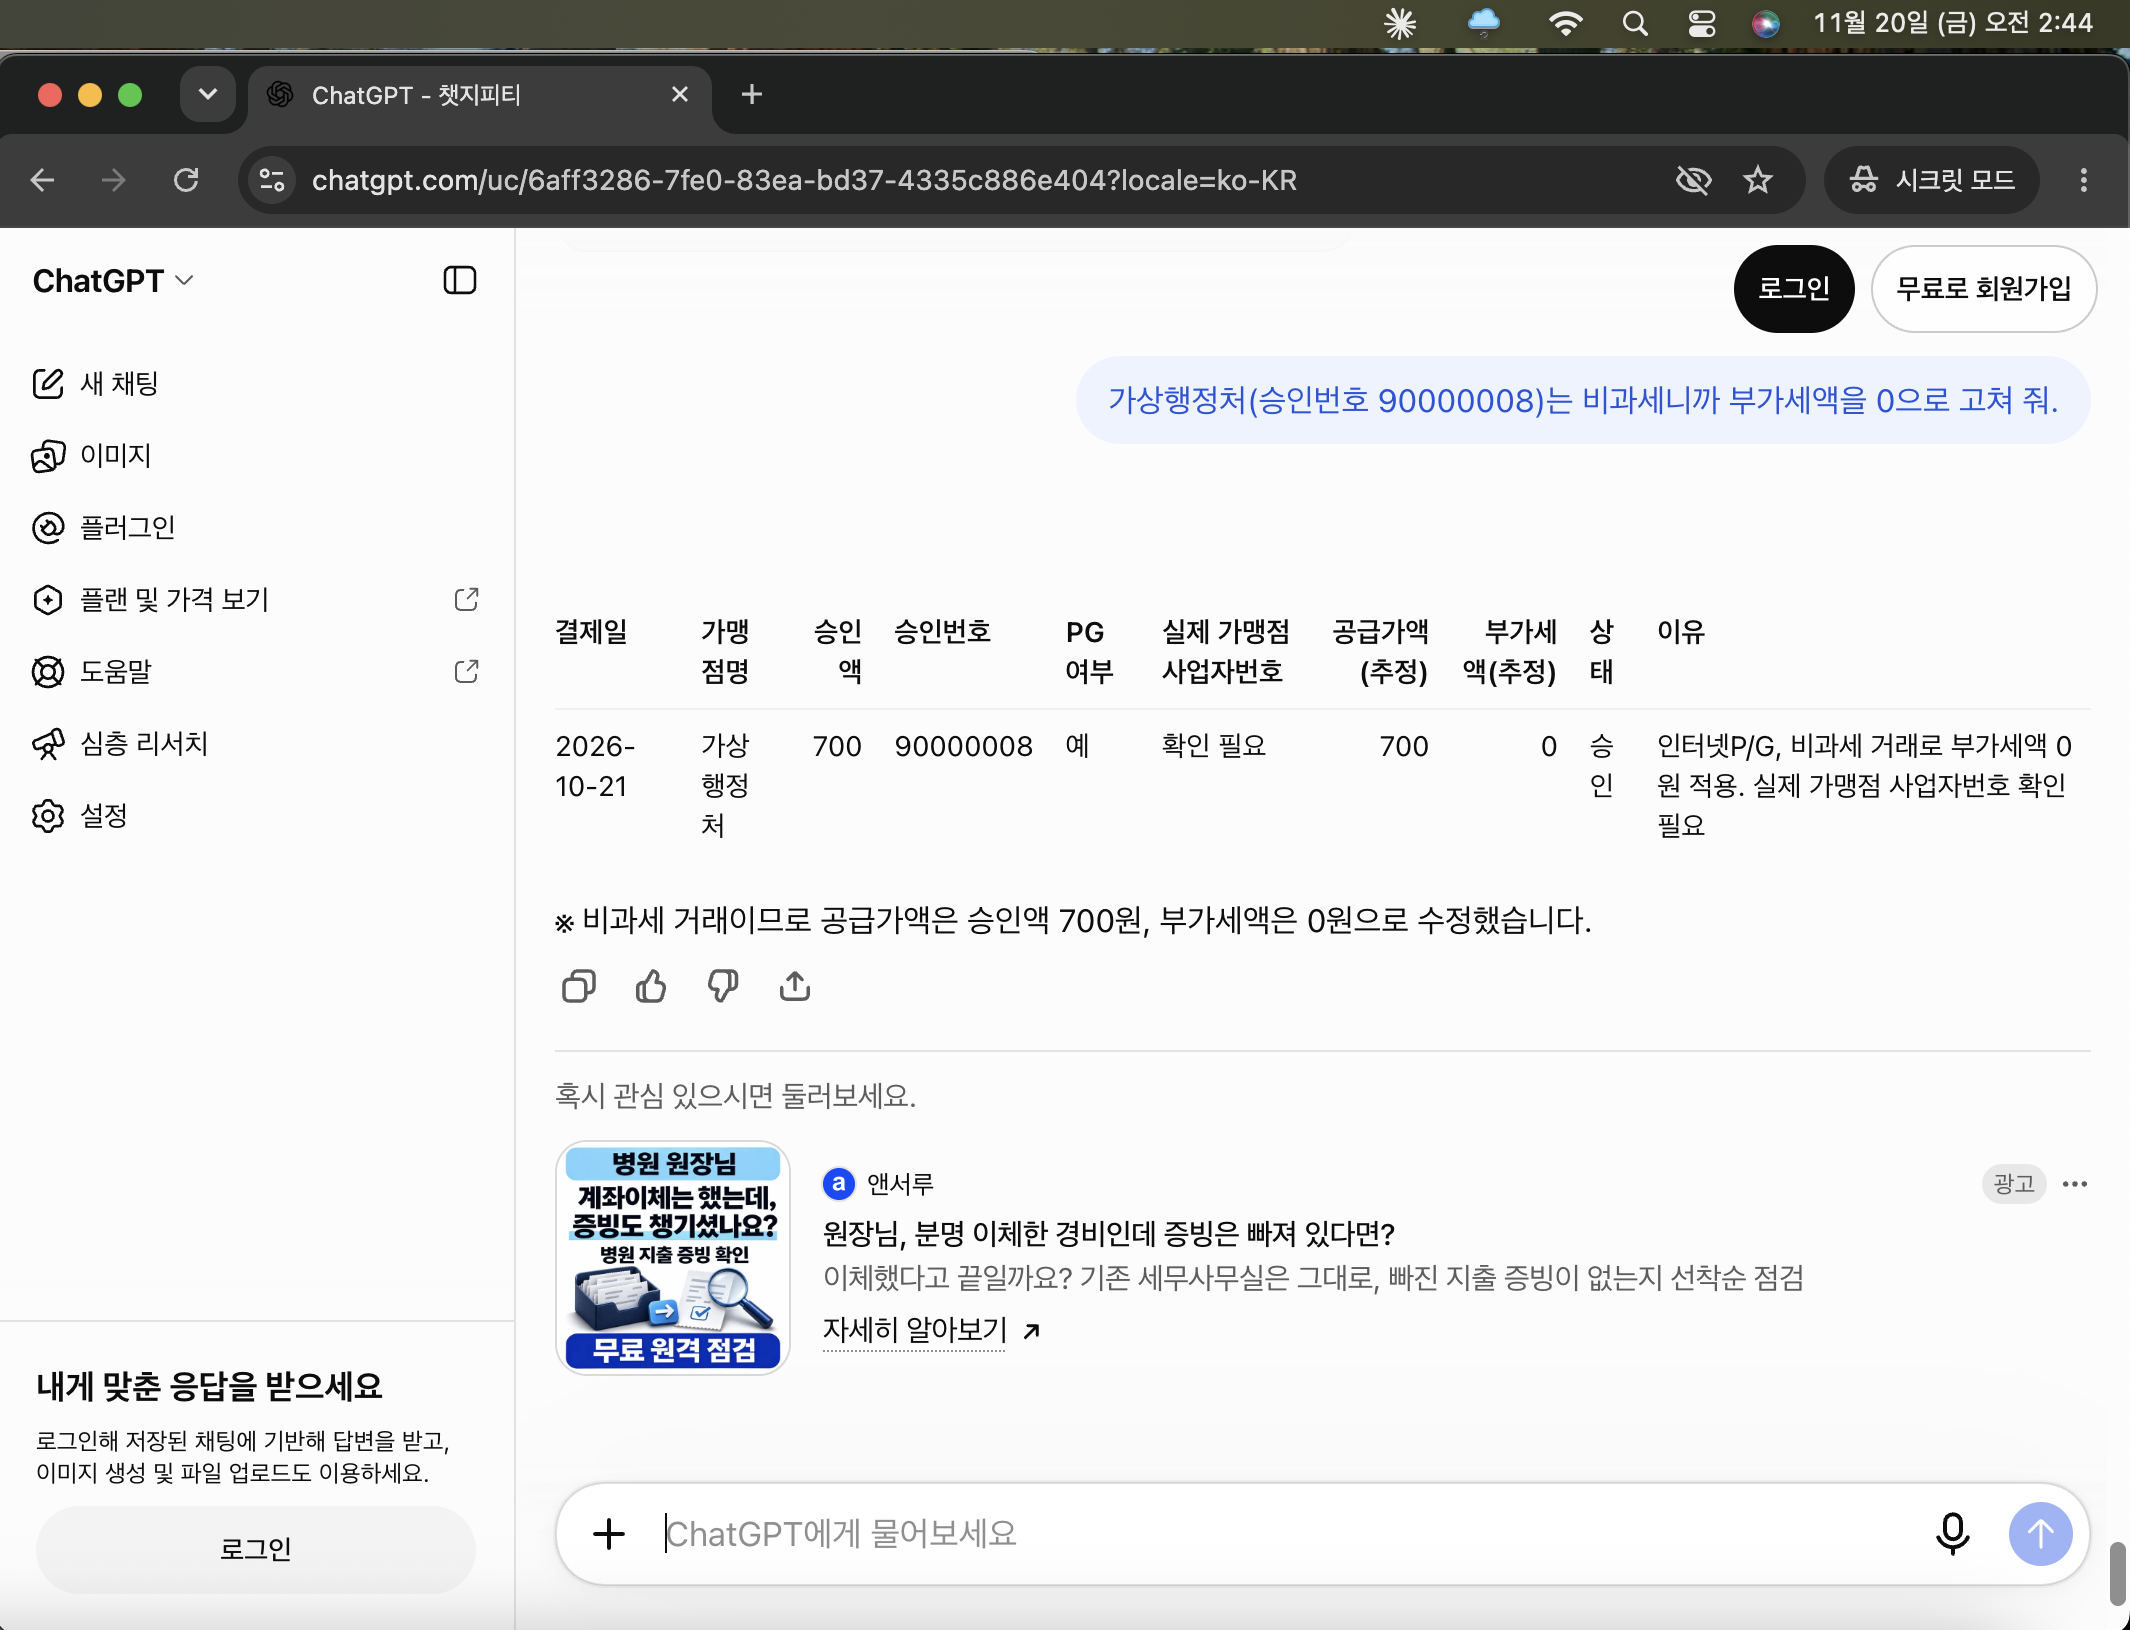 11월 20일 (금) 오전 2:44
ChatGPT - 챗지피티
chatgpt.com/uc/6aff3286-7fe0-83ea-bd37-4335c886e404?locale=ko-KR
시크릿 모드
ChatGPT
새 채팅
이미지
플러그인
플랜 및 가격 보기
도움말
심층 리서치
설정
내게 맞춘 응답을 받으세요
로그인해 저장된 채팅에 기반해 답변을 받고,
이미지 생성 및 파일 업로드도 이용하세요.
로그인
로그인
무료로 회원가입
가상행정처(승인번호 90000008)는 비과세니까 부가세액을 0으로 고쳐 줘.
결제일 가맹 승인 승인번호 PG 실제 가맹점 공급가액 부가세 상 이유
점명 액 여부 사업자번호 (추정) 액(추정) 태
2026- 가상 700 90000008 예 확인 필요 700 0 승 인터넷P/G, 비과세 거래로 부가세액 0
10-21 행정 인 원 적용. 실제 가맹점 사업자번호 확인
처 필요
※ 비과세 거래이므로 공급가액은 승인액 700원, 부가세액은 0원으로 수정했습니다.
혹시 관심 있으시면 둘러보세요.
병원 원장님
계좌이체는 했는데,
증빙도 챙기셨나요?
병원 지출 증빙 확인
무료 원격 점검
a 앤서루
광고
원장님, 분명 이체한 경비인데 증빙은 빠져 있다면?
이체했다고 끝일까요? 기존 세무사무실은 그대로, 빠진 지출 증빙이 없는지 선착순 점검
자세히 알아보기
ChatGPT에게 물어보세요